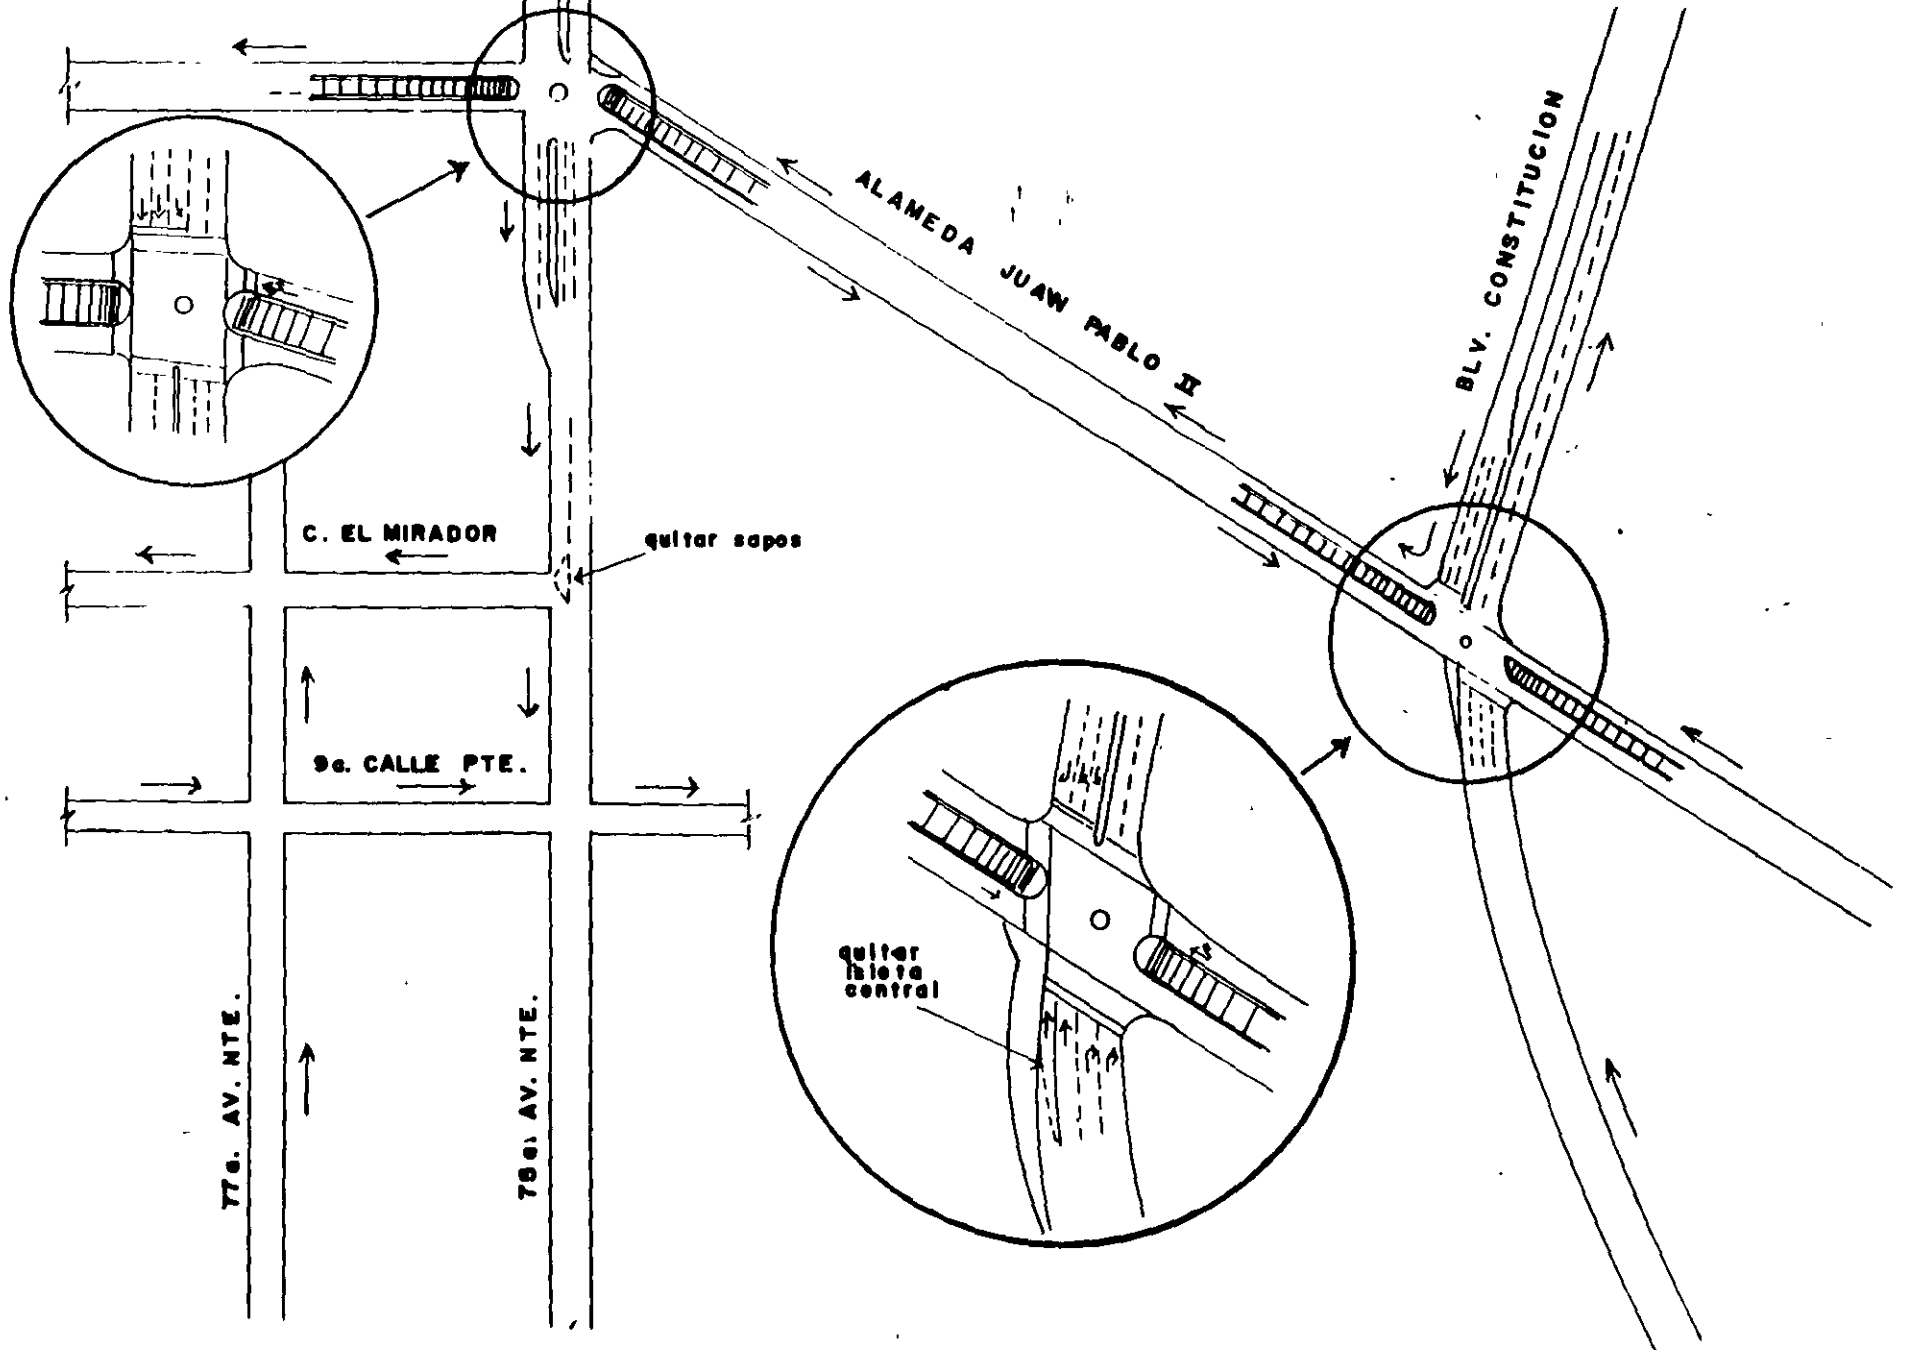 ALAMEDA JUAW PABLO II
BLV. CONSTITUCION
C. EL MIRADOR
quitar sapos
9a. CALLE PTE.
quitar
isleta
central
77a. AV. NTE.
75a. AV. NTE.